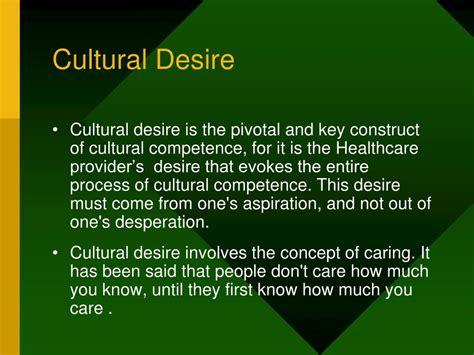 Cultural Desire
• Cultural desire is the pivotal and key construct
of cultural competence, for it is the Healthcare
provider’s  desire that evokes the entire
process of cultural competence. This desire
must come from one's aspiration, and not out of
one's desperation.
• Cultural desire involves the concept of caring. It
has been said that people don't care how much
you know, until they first know how much you
care .